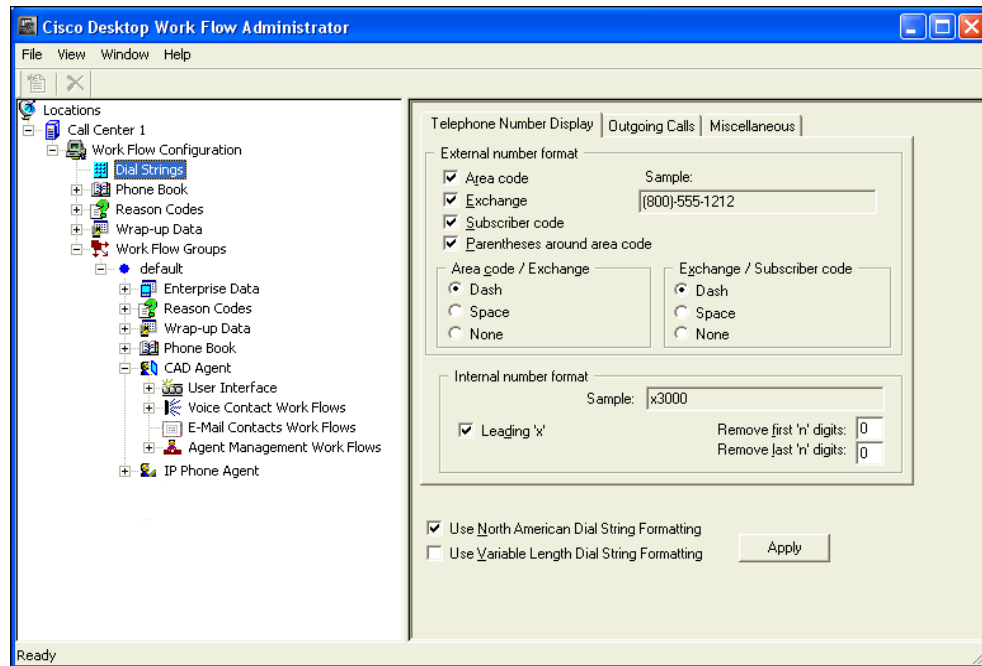 Cisco Desktop Work Flow Administrator
File View Window Help
Locations
Call Center 1
Work Flow Configuration
Dial Strings
Phone Book
Reason Codes
Wrap-up Data
Work Flow Groups
default
Enterprise Data
Reason Codes
Wrap-up Data
Phone Book
CAD Agent
User Interface
Voice Contact Work Flows
E-Mail Contacts Work Flows
Agent Management Work Flows
IP Phone Agent
Telephone Number Display Outgoing Calls Miscellaneous
External number format
Area code Sample:
Exchange (800)-555-1212
Subscriber code
Parentheses around area code
Area code / Exchange Exchange / Subscriber code
Dash Dash
Space Space
None None
Internal number format
Sample: x3000
Leading 'x' Remove first 'n' digits: 0
Remove last 'n' digits: 0
Use North American Dial String Formatting
Use Variable Length Dial String Formatting Apply
Ready